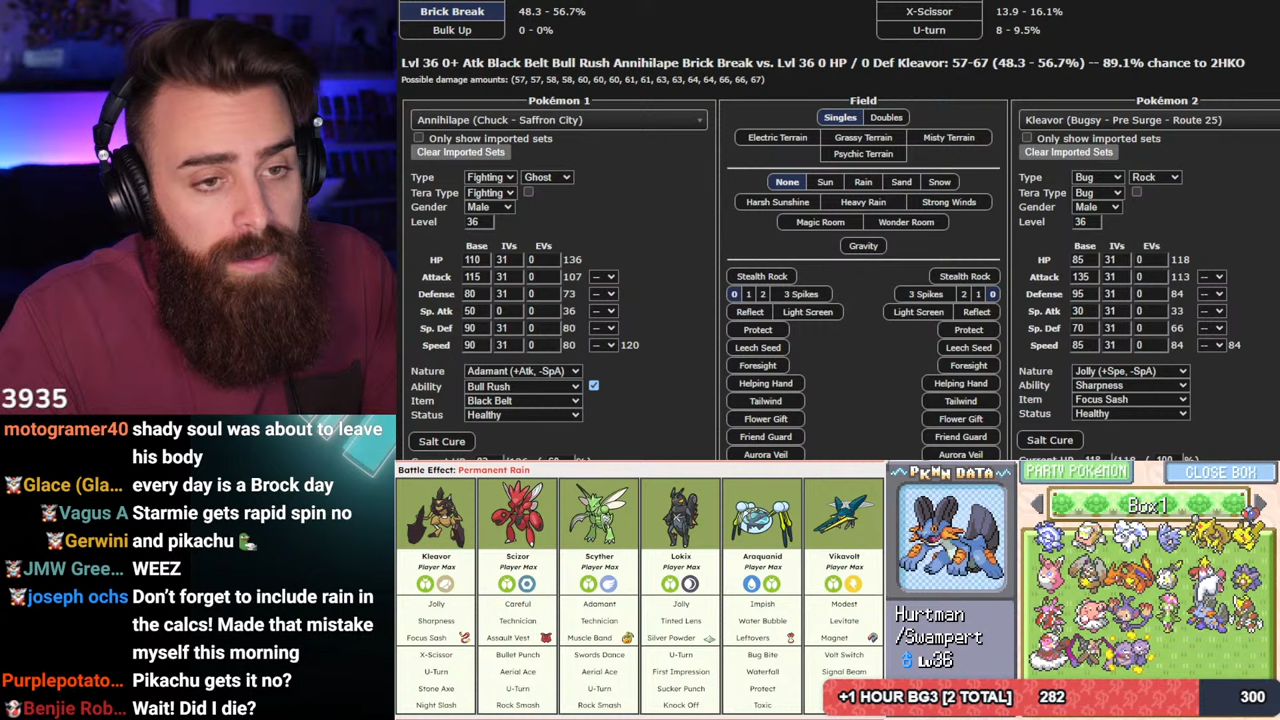 Brick Break 48.3 - 56.7%
Bulk Up 0 - 0%
X-Scissor 13.9 - 16.1%
U-turn 8 - 9.5%
Lvl 36 0+ Atk Black Belt Bull Rush Annihilape Brick Break vs. Lvl 36 0 HP / 0 Def Kleavor: 57-67 (48.3 - 56.7%) -- 89.1% chance to 2HKO
Possible damage amounts: (57, 57, 58, 58, 60, 60, 60, 61, 61, 63, 63, 64, 64, 66, 66, 67)
Pokémon 1
Annihilape (Chuck - Saffron City)
Only show imported sets
Clear Imported Sets
Type Fighting Ghost
Tera Type Fighting
Gender Male
Level 36
Base IVs EVs
HP 110 31 0 136
Attack 115 31 0 107 --
Defense 80 31 0 73 --
Sp. Atk 50 0 0 36 --
Sp. Def 90 31 0 80 --
Speed 90 31 0 80 -- 120
Nature Adamant (+Atk, -SpA)
Ability Bull Rush
Item Black Belt
Status Healthy
Salt Cure
Field
Singles Doubles
Electric Terrain Grassy Terrain Misty Terrain
Psychic Terrain
None Sun Rain Sand Snow
Harsh Sunshine Heavy Rain Strong Winds
Magic Room Wonder Room
Gravity
Stealth Rock Stealth Rock
0 1 2 3 Spikes 3 Spikes 2 1 0
Reflect Light Screen Light Screen Reflect
Protect Protect
Leech Seed Leech Seed
Foresight Foresight
Helping Hand Helping Hand
Tailwind Tailwind
Flower Gift Flower Gift
Friend Guard Friend Guard
Aurora Veil Aurora Veil
Pokémon 2
Kleavor (Bugsy - Pre Surge - Route 25)
Only show imported sets
Clear Imported Sets
Type Bug Rock
Tera Type Bug
Gender Male
Level 36
Base IVs EVs
HP 85 31 0 118
Attack 135 31 0 113 --
Defense 95 31 0 84 --
Sp. Atk 30 31 0 33 --
Sp. Def 70 31 0 66 --
Speed 85 31 0 84 -- 84
Nature Jolly (+Spe, -SpA)
Ability Sharpness
Item Focus Sash
Status Healthy
Salt Cure
3935
motogramer40 shady soul was about to leave
his body
Glace (Gla... every day is a Brock day
Vagus A Starmie gets rapid spin no
Gerwini and pikachu
JMW Gree... WEEZ
joseph ochs Don't forget to include rain in
the calcs! Made that mistake
myself this morning
Purplepotato... Pikachu gets it no?
Benjie Rob... Wait! Did I die?
Battle Effect: Permanent Rain
Kleavor Scizor Scyther Lokix Araquanid Vikavolt
Player Max Player Max Player Max Player Max Player Max Player Max
Jolly Careful Adamant Jolly Impish Modest
Sharpness Technician Technician Tinted Lens Water Bubble Levitate
Focus Sash Assault Vest Muscle Band Silver Powder Leftovers Magnet
X-Scissor Bullet Punch Swords Dance U-Turn Bug Bite Volt Switch
U-Turn Aerial Ace Aerial Ace First Impression Waterfall Signal Beam
Stone Axe U-Turn U-Turn Sucker Punch Protect
Night Slash Rock Smash Rock Smash Knock Off Toxic
PKMN DATA
Hurtman
/Swampert
Lv36
PARTY POKéMON
CLOSE BOX
Box1
+1 HOUR BG3 [2 TOTAL] 282 300